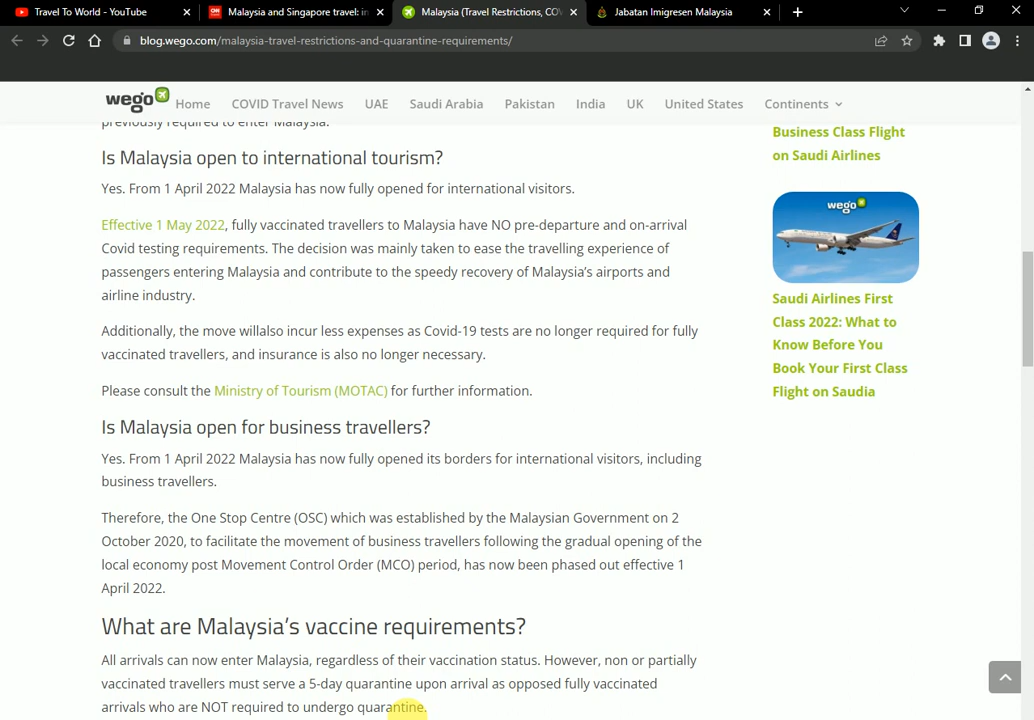 Travel To World - YouTube
Malaysia and Singapore travel: in
Malaysia (Travel Restrictions, COV
Jabatan Imigresen Malaysia
blog.wego.com/malaysia-travel-restrictions-and-quarantine-requirements/
wego Home COVID Travel News UAE Saudi Arabia Pakistan India UK United States Continents
previously required to enter Malaysia.
Is Malaysia open to international tourism?
Yes. From 1 April 2022 Malaysia has now fully opened for international visitors.
Effective 1 May 2022, fully vaccinated travellers to Malaysia have NO pre-departure and on-arrival
Covid testing requirements. The decision was mainly taken to ease the travelling experience of
passengers entering Malaysia and contribute to the speedy recovery of Malaysia's airports and
airline industry.
Additionally, the move willalso incur less expenses as Covid-19 tests are no longer required for fully
vaccinated travellers, and insurance is also no longer necessary.
Please consult the Ministry of Tourism (MOTAC) for further information.
Is Malaysia open for business travellers?
Yes. From 1 April 2022 Malaysia has now fully opened its borders for international visitors, including
business travellers.
Therefore, the One Stop Centre (OSC) which was established by the Malaysian Government on 2
October 2020, to facilitate the movement of business travellers following the gradual opening of the
local economy post Movement Control Order (MCO) period, has now been phased out effective 1
April 2022.
What are Malaysia's vaccine requirements?
All arrivals can now enter Malaysia, regardless of their vaccination status. However, non or partially
vaccinated travellers must serve a 5-day quarantine upon arrival as opposed fully vaccinated
arrivals who are NOT required to undergo quarantine.
Business Class Flight
on Saudi Airlines
wego
Saudi Airlines First
Class 2022: What to
Know Before You
Book Your First Class
Flight on Saudia